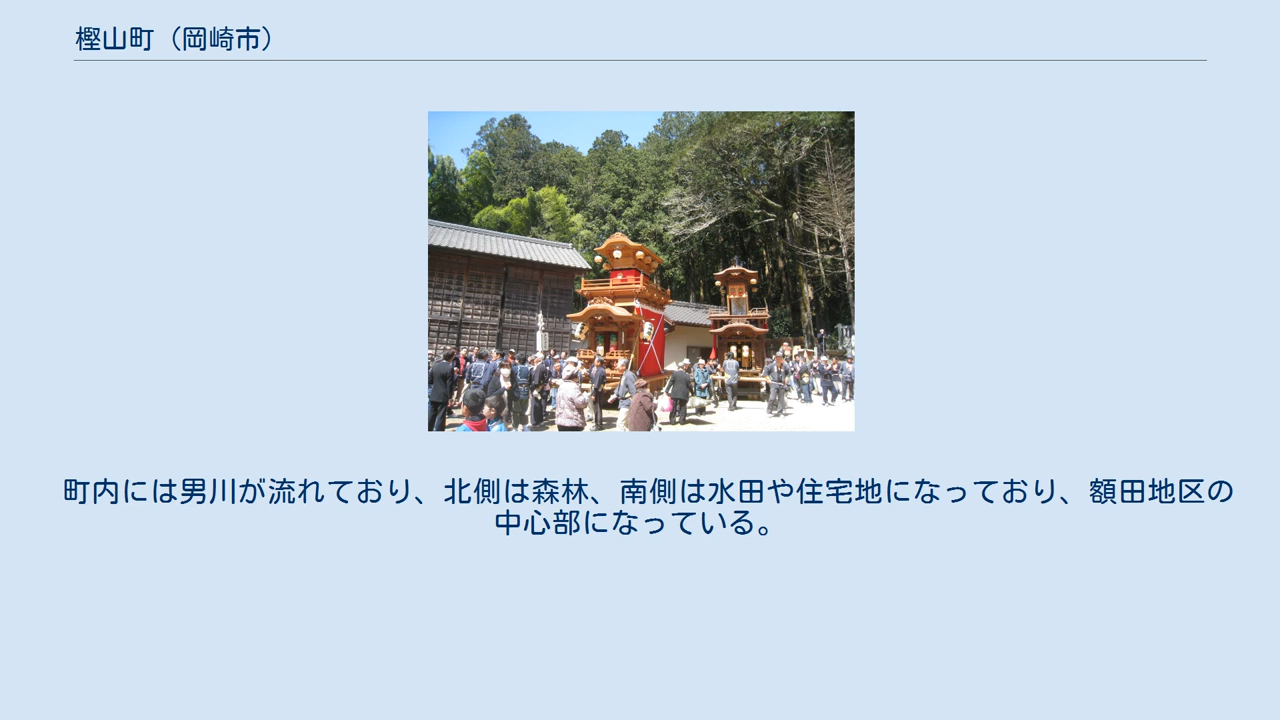 樫山町（岡崎市）
町内には男川が流れており、北側は森林、南側は水田や住宅地になっており、額田地区の
中心部になっている。